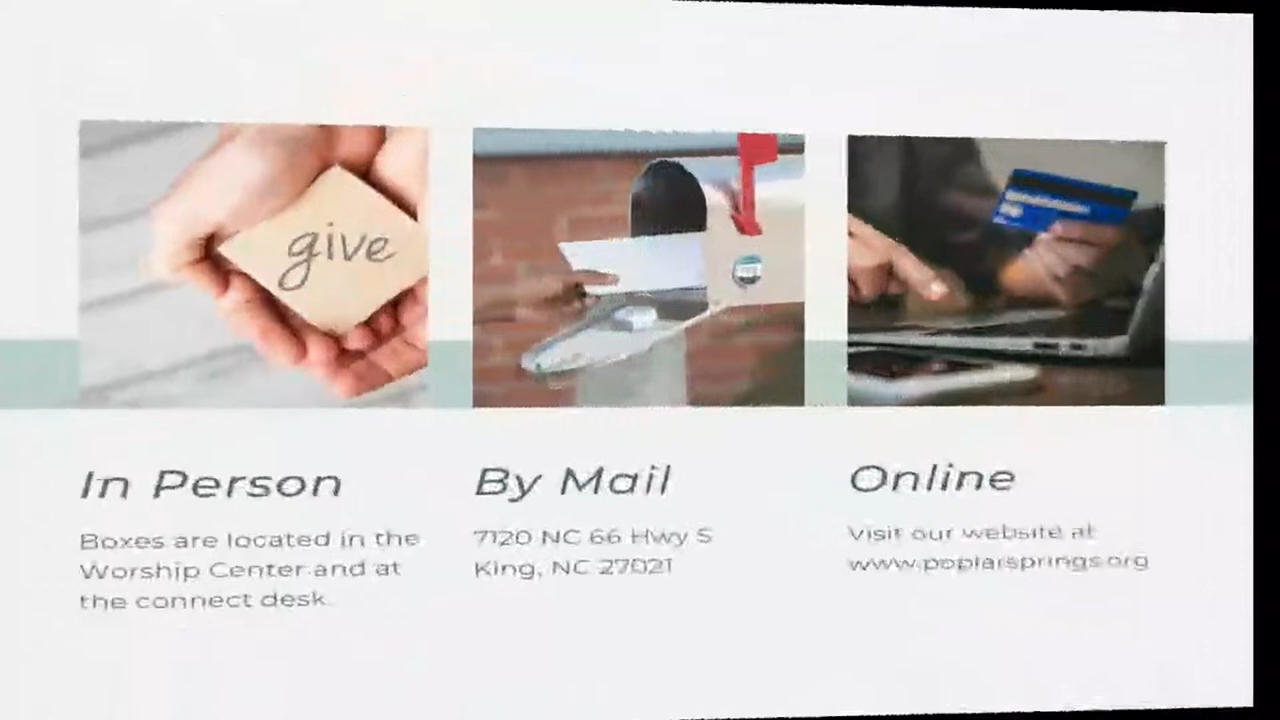 give
In Person
Boxes are located in the
Worship Center and at
the connect desk.
By Mail
7120 NC 66 Hwy S
King, NC 27021
Online
Visit our website at
www.poplarsprings.org